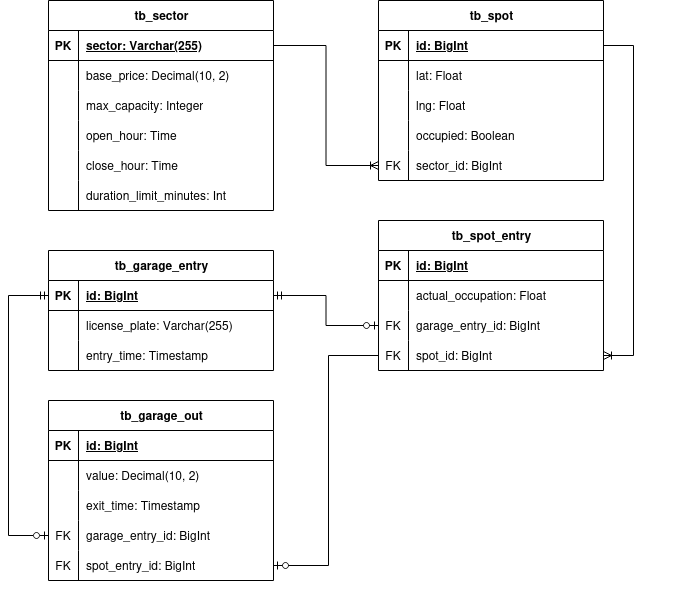 tb_sector
PK sector: Varchar(255)
base_price: Decimal(10, 2)
max_capacity: Integer
open_hour: Time
close_hour: Time
duration_limit_minutes: Int
tb_spot
PK id: BigInt
lat: Float
lng: Float
occupied: Boolean
FK sector_id: BigInt
tb_garage_entry
PK id: BigInt
license_plate: Varchar(255)
entry_time: Timestamp
tb_spot_entry
PK id: BigInt
actual_occupation: Float
FK garage_entry_id: BigInt
FK spot_id: BigInt
tb_garage_out
PK id: BigInt
value: Decimal(10, 2)
exit_time: Timestamp
FK garage_entry_id: BigInt
FK spot_entry_id: BigInt